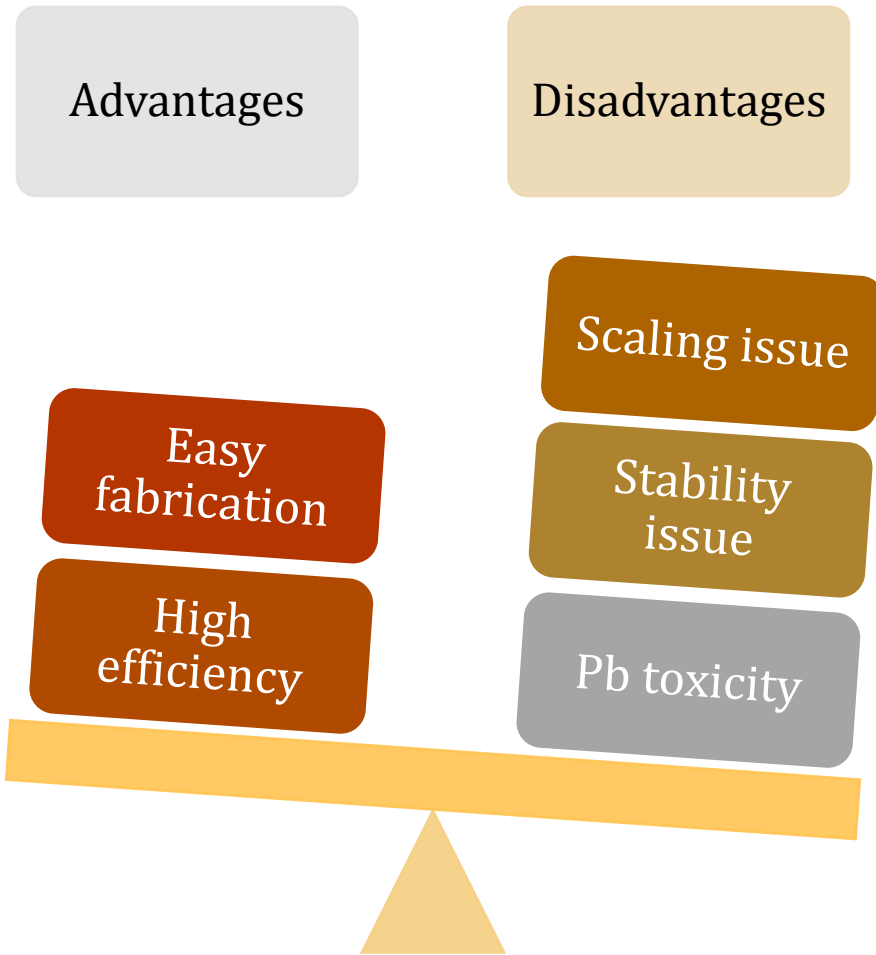 Advantages
Disadvantages
Easy
fabrication
High
efficiency
Scaling issue
Stability
issue
Pb toxicity